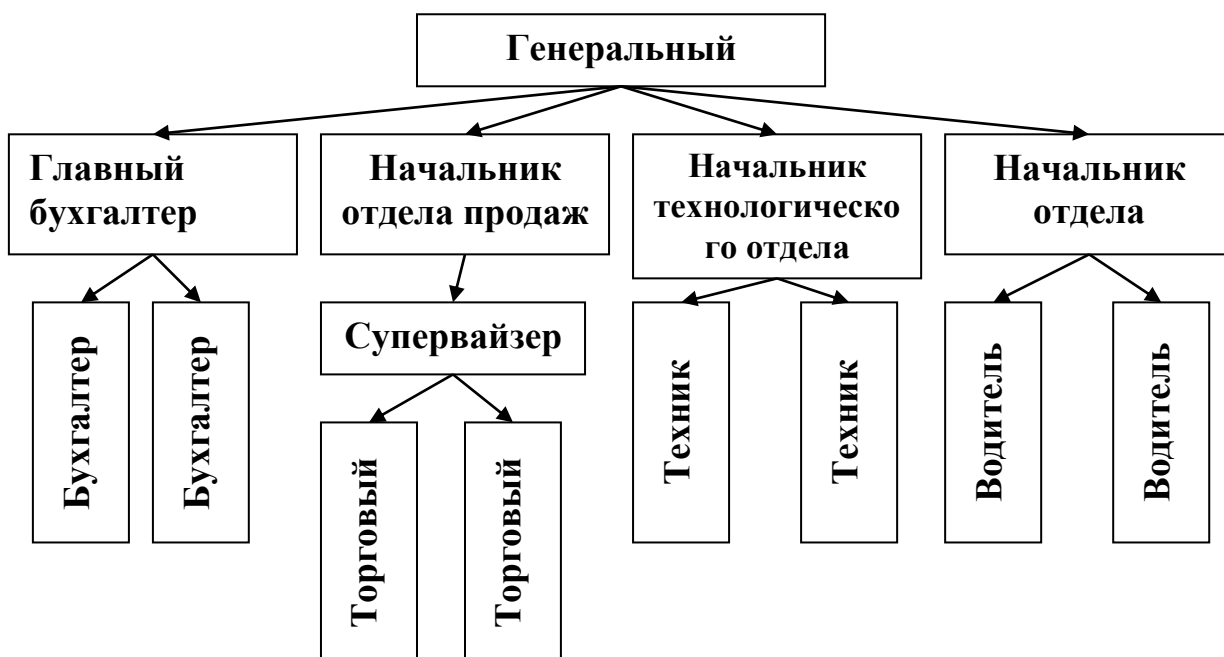 Генеральный
Главный
бухгалтер
Начальник
отдела продаж
Начальник
технологическо
го отдела
Начальник
отдела
Бухгалтер
Бухгалтер
Супервайзер
Торговый
Торговый
Техник
Техник
Водитель
Водитель